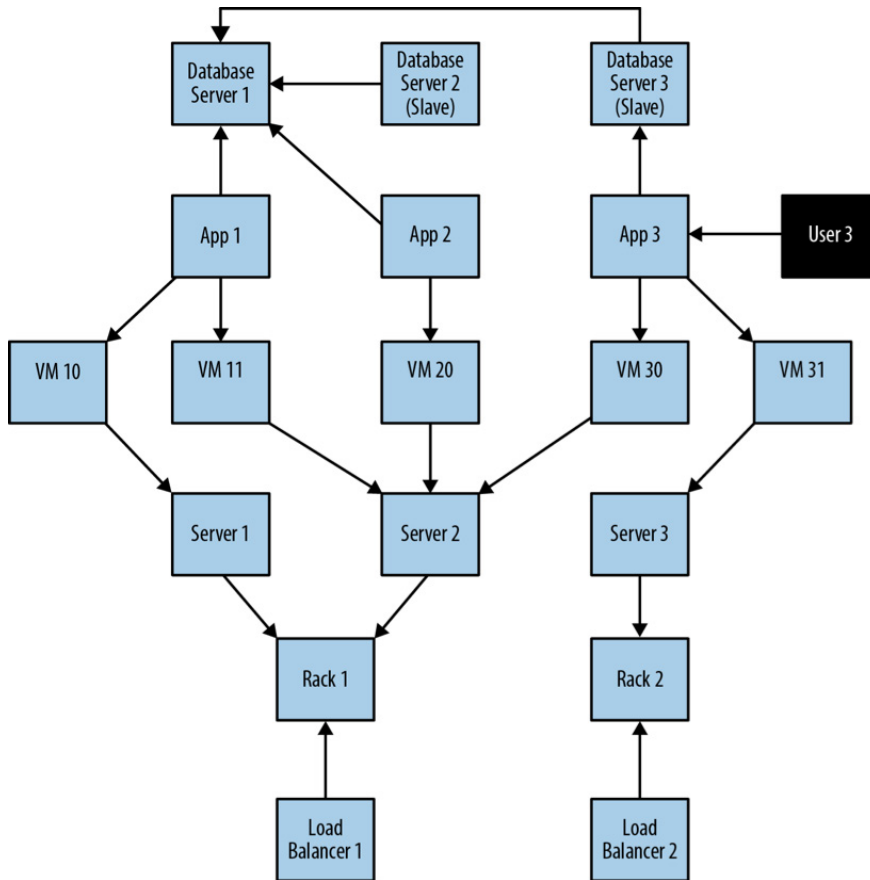 Database
Server 1
Database
Server 2
(Slave)
Database
Server 3
(Slave)
App 1
App 2
App 3
User 3
VM 10
VM 11
VM 20
VM 30
VM 31
Server 1
Server 2
Server 3
Rack 1
Rack 2
Load
Balancer 1
Load
Balancer 2